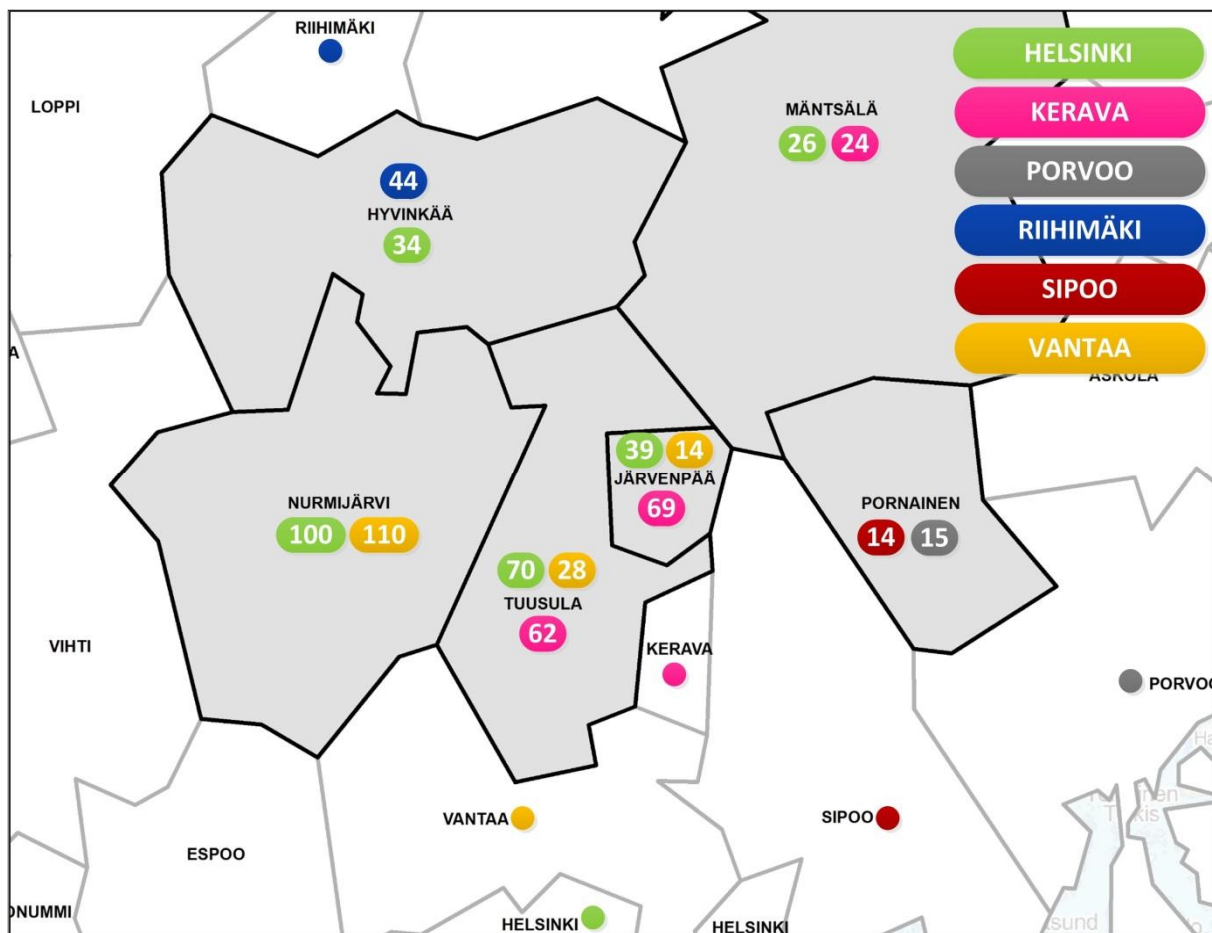 RIIHIMÄKI
LOPPI
MÄNTSÄLÄ
26 24
44
HYVINKÄÄ
34
HELSINKI
KERAVA
PORVOO
RIIHIMÄKI
SIPOO
VANTAA
A
ASKOLA
39 14
JÄRVENPÄÄ
69
NURMIJÄRVI
100 110
PORNAINEN
14 15
70 28
TUUSULA
62
VIHTI
KERAVA
PORVOO
VANTAA
SIPOO
ESPOO
ONUMMI
HELSINKI
HELSINKI